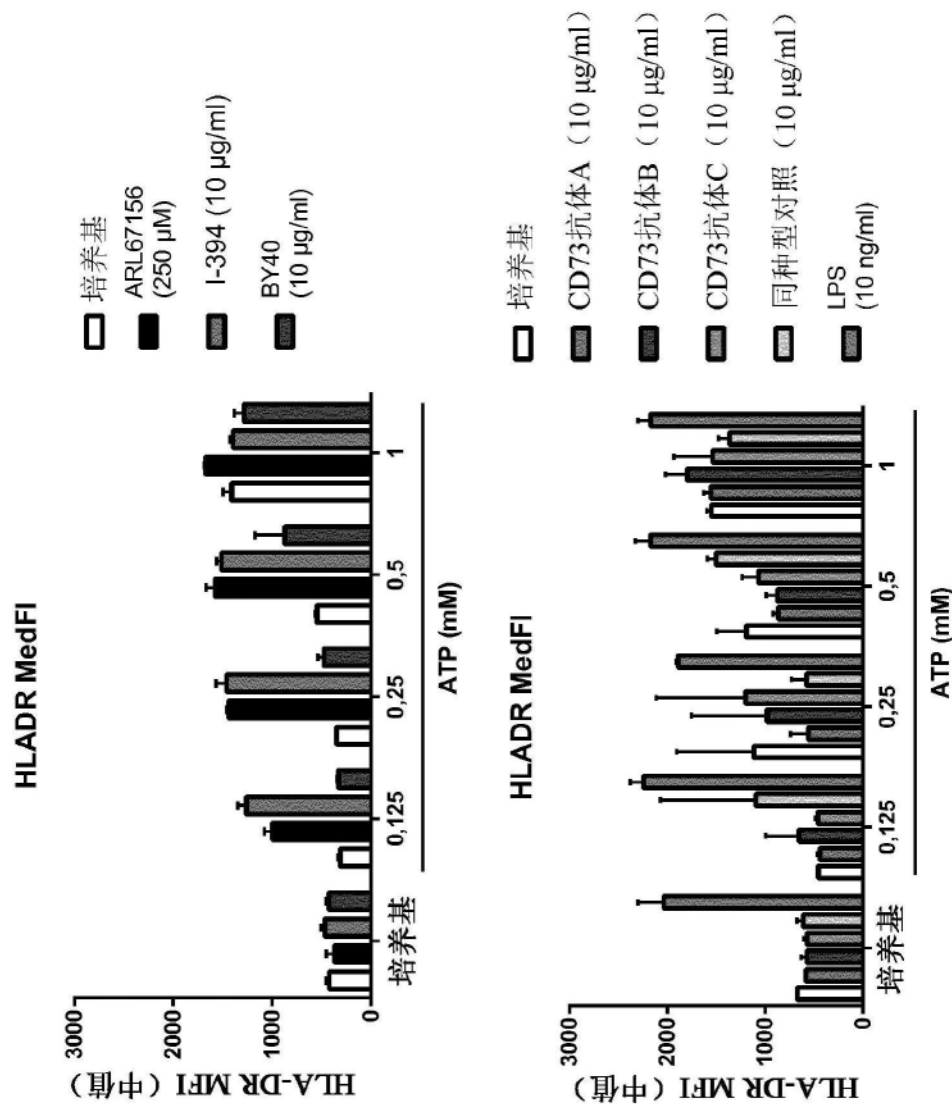 HLADR MedFI
HLA-DR MFI（中值）
3000
2000
1000
0
培养基
0,125
0,25
0,5
1
ATP (mM)
培养基
ARL67156
(250 µM)
I-394 (10 µg/ml)
BY40
(10 µg/ml)
HLADR MedFI
HLA-DR MFI（中值）
3000
2000
1000
0
培养基
0,125
0,25
0,5
1
ATP (mM)
培养基
CD73抗体A（10 µg/ml）
CD73抗体B（10 µg/ml）
CD73抗体C（10 µg/ml）
同种型对照（10 µg/ml）
LPS
(10 ng/ml)